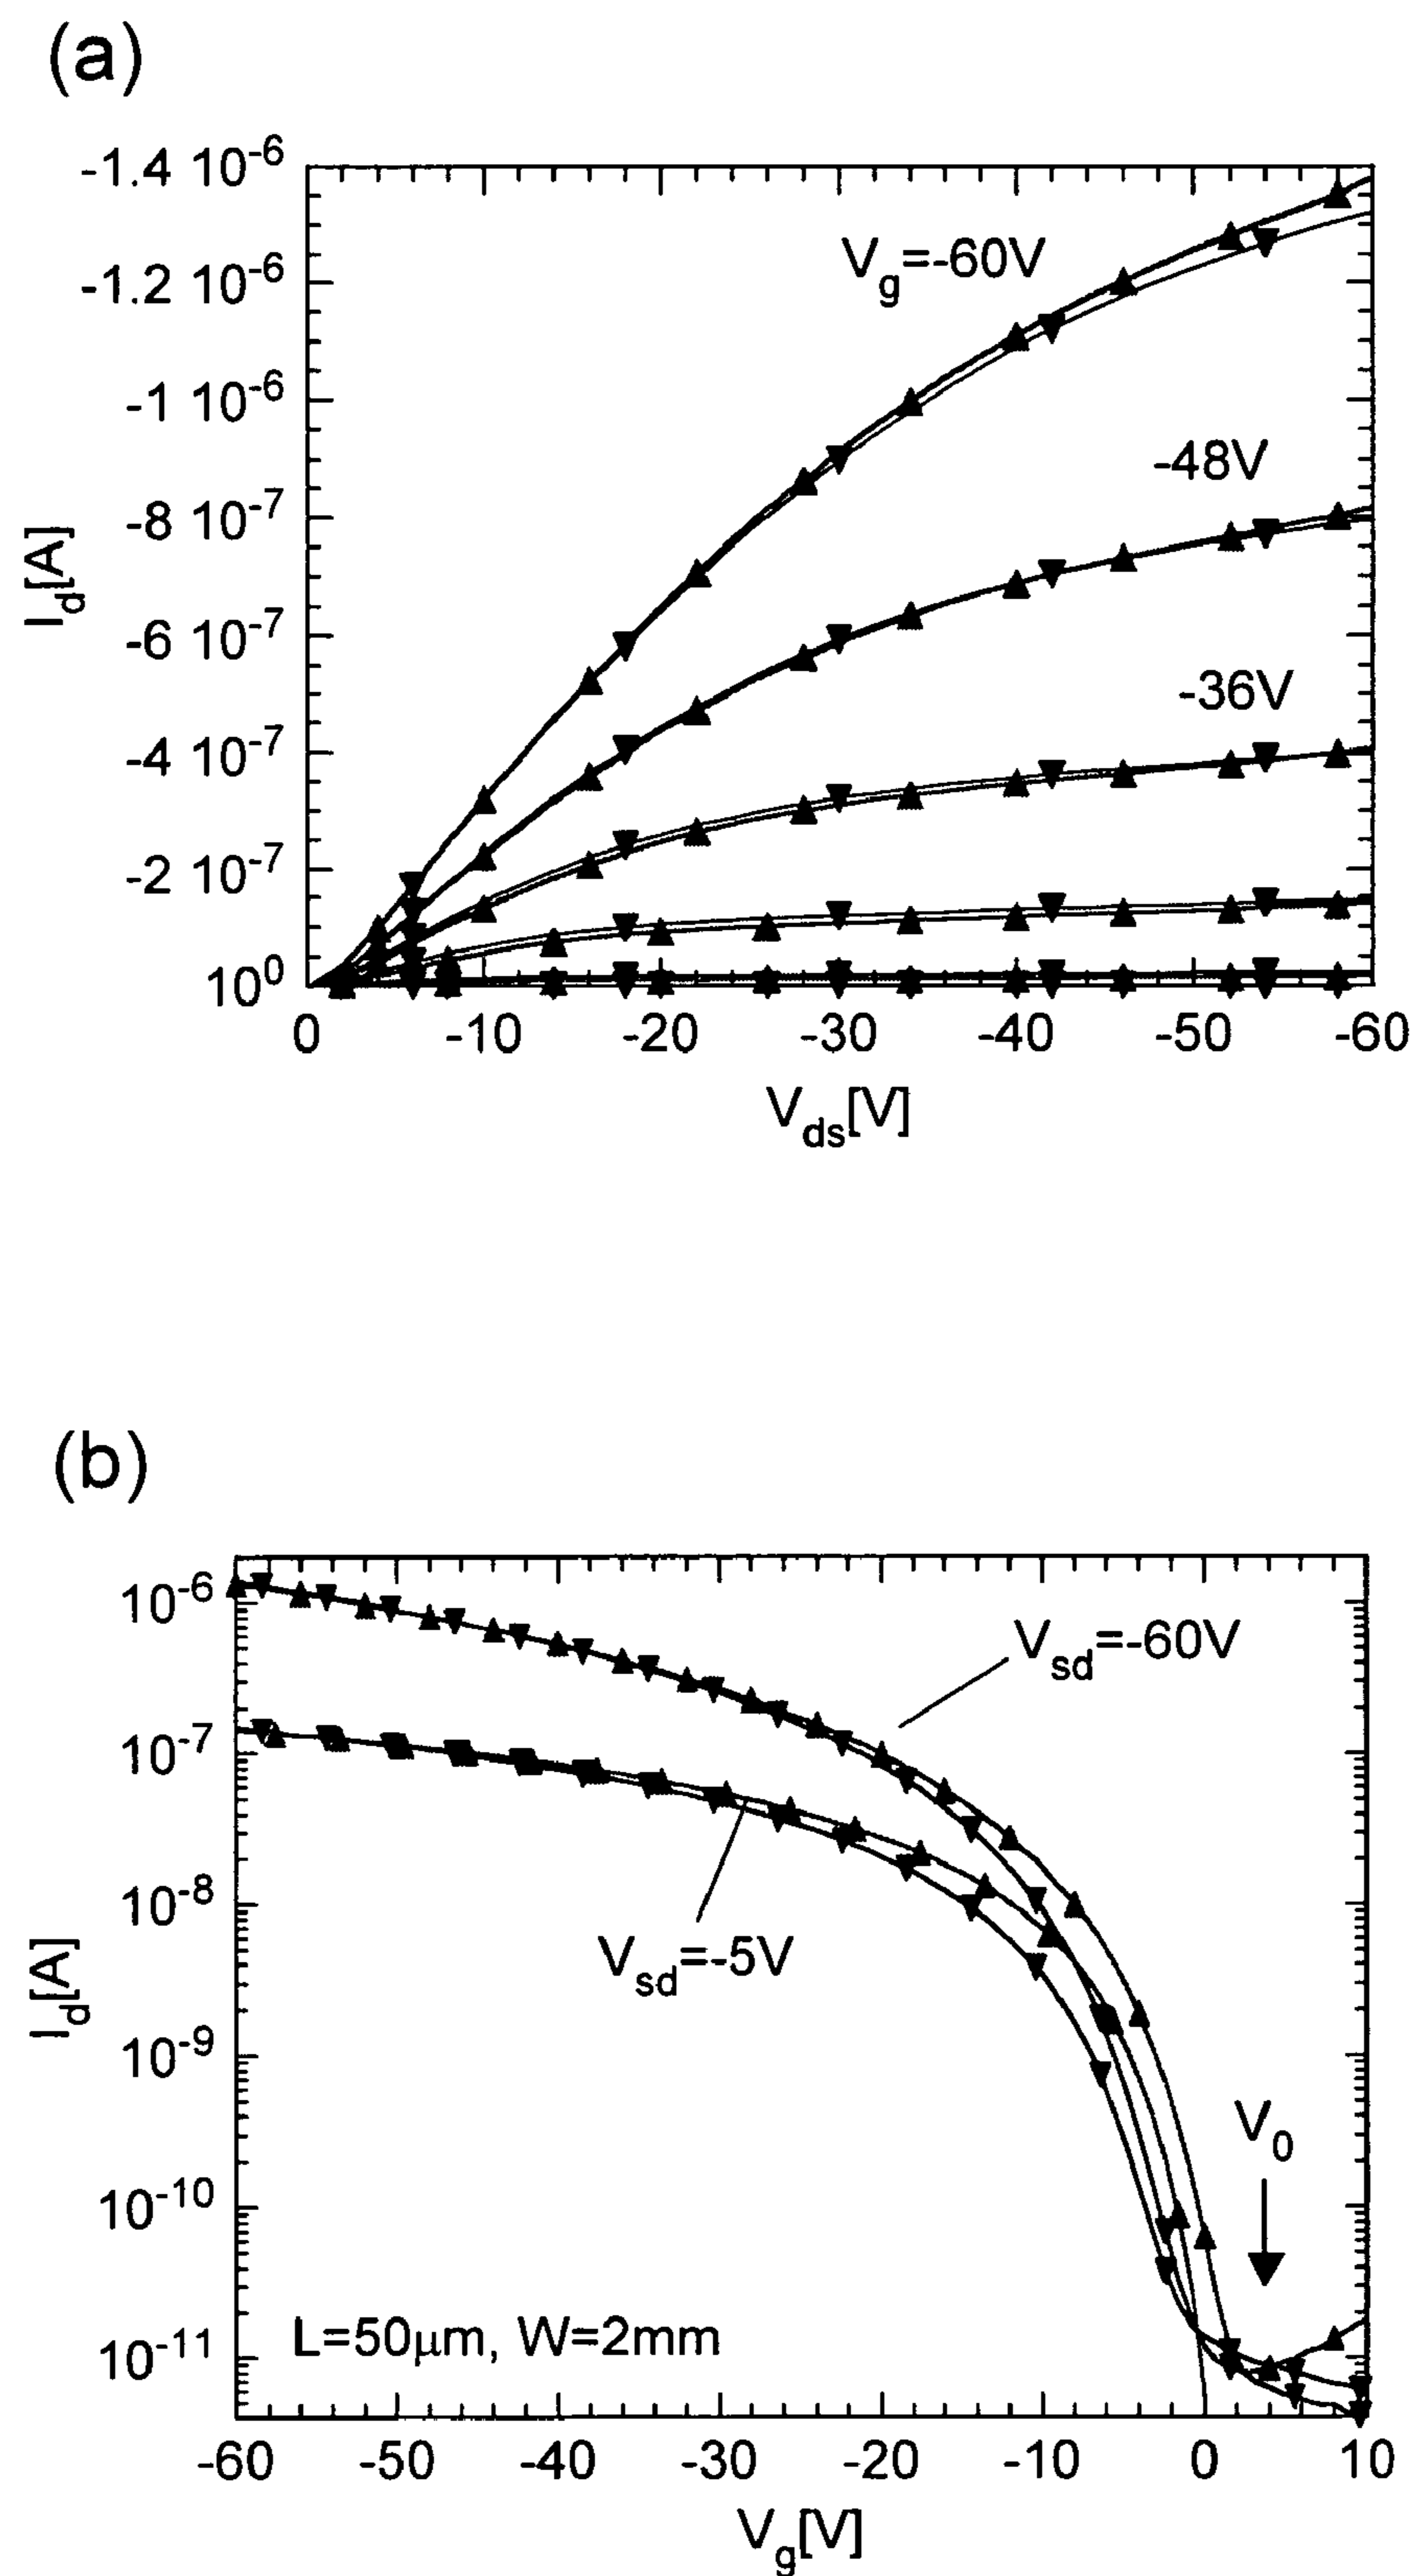 (a)
-1.4 10-6
-1.2 10-6
-1 10-6
-8 10-7
-6 10-7
-4 10-7
-2 10-7
100
Id[A]
Vg=-60V
-48V
-36V
0 -10 -20 -30 -40 -50 -60
Vds[V]
(b)
10-6
10-7
10-8
10-9
10-10
10-11
Id[A]
Vsd=-60V
Vsd=-5V
V0
L=50μm, W=2mm
-60 -50 -40 -30 -20 -10 0 10
Vg[V]